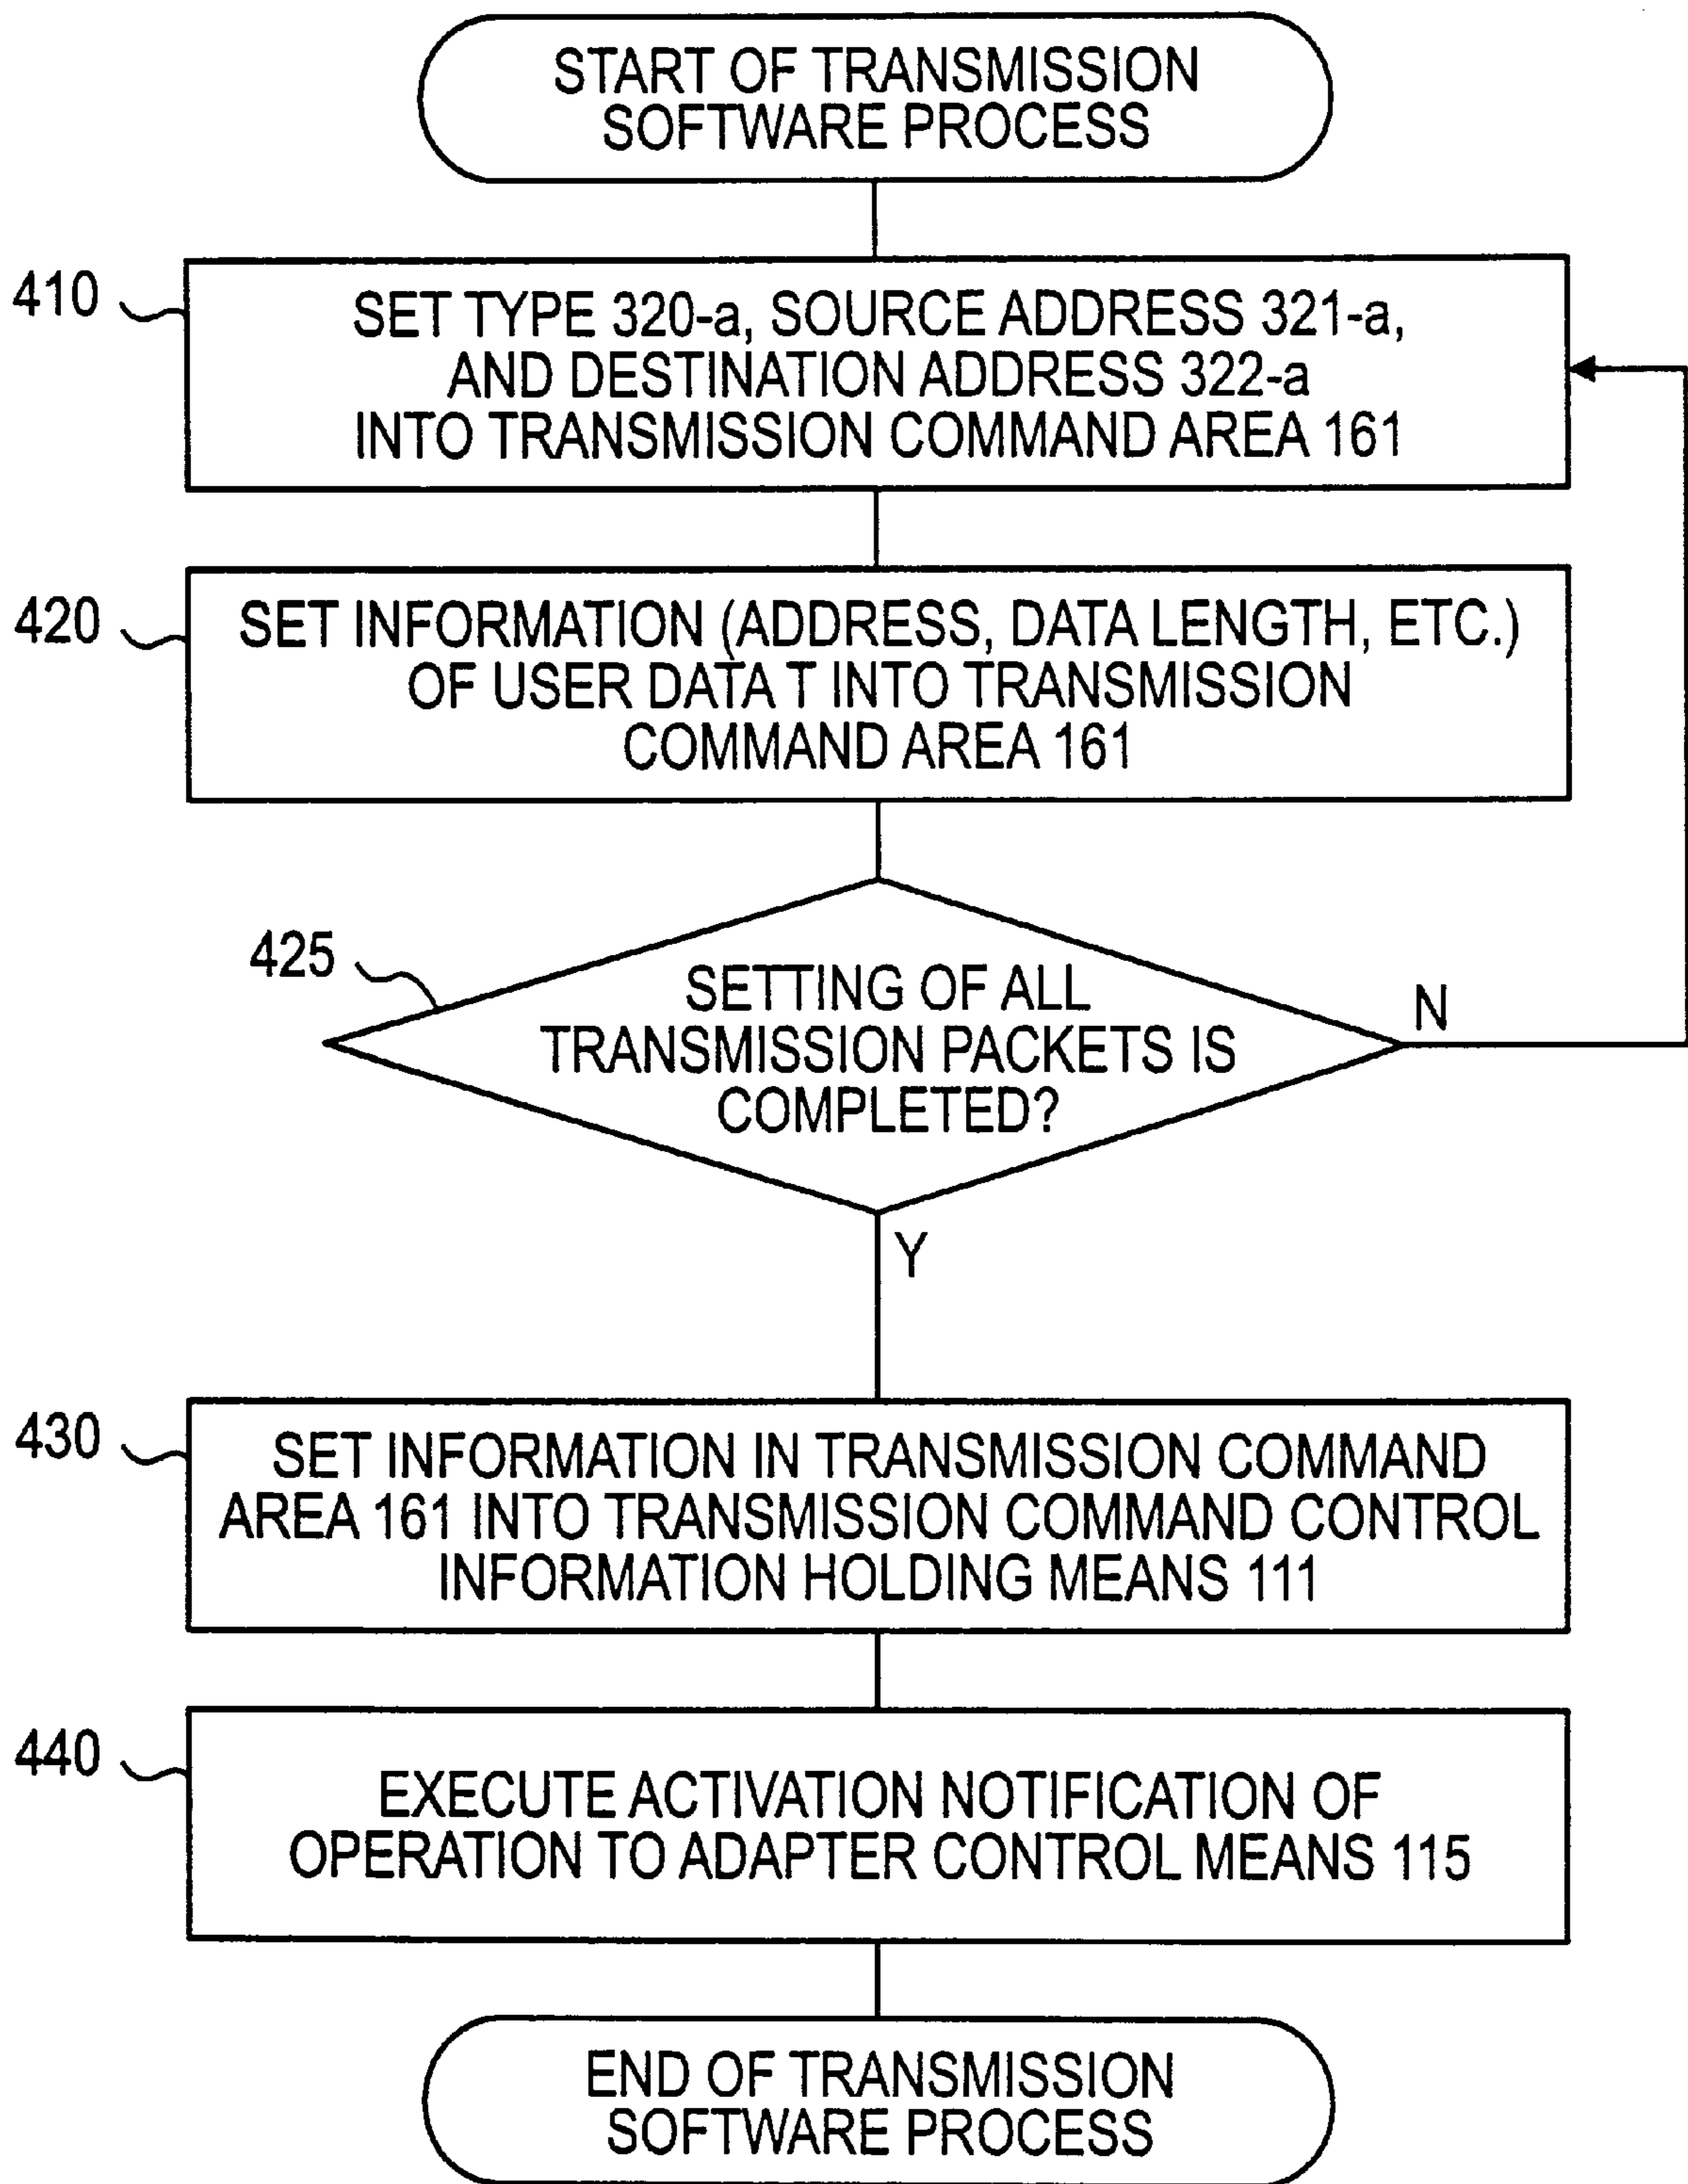 START OF TRANSMISSION
SOFTWARE PROCESS
410
SET TYPE 320-a, SOURCE ADDRESS 321-a,
AND DESTINATION ADDRESS 322-a
INTO TRANSMISSION COMMAND AREA 161
420
SET INFORMATION (ADDRESS, DATA LENGTH, ETC.)
OF USER DATA T INTO TRANSMISSION
COMMAND AREA 161
425
SETTING OF ALL
TRANSMISSION PACKETS IS
COMPLETED?
N
Y
430
SET INFORMATION IN TRANSMISSION COMMAND
AREA 161 INTO TRANSMISSION COMMAND CONTROL
INFORMATION HOLDING MEANS 111
440
EXECUTE ACTIVATION NOTIFICATION OF
OPERATION TO ADAPTER CONTROL MEANS 115
END OF TRANSMISSION
SOFTWARE PROCESS